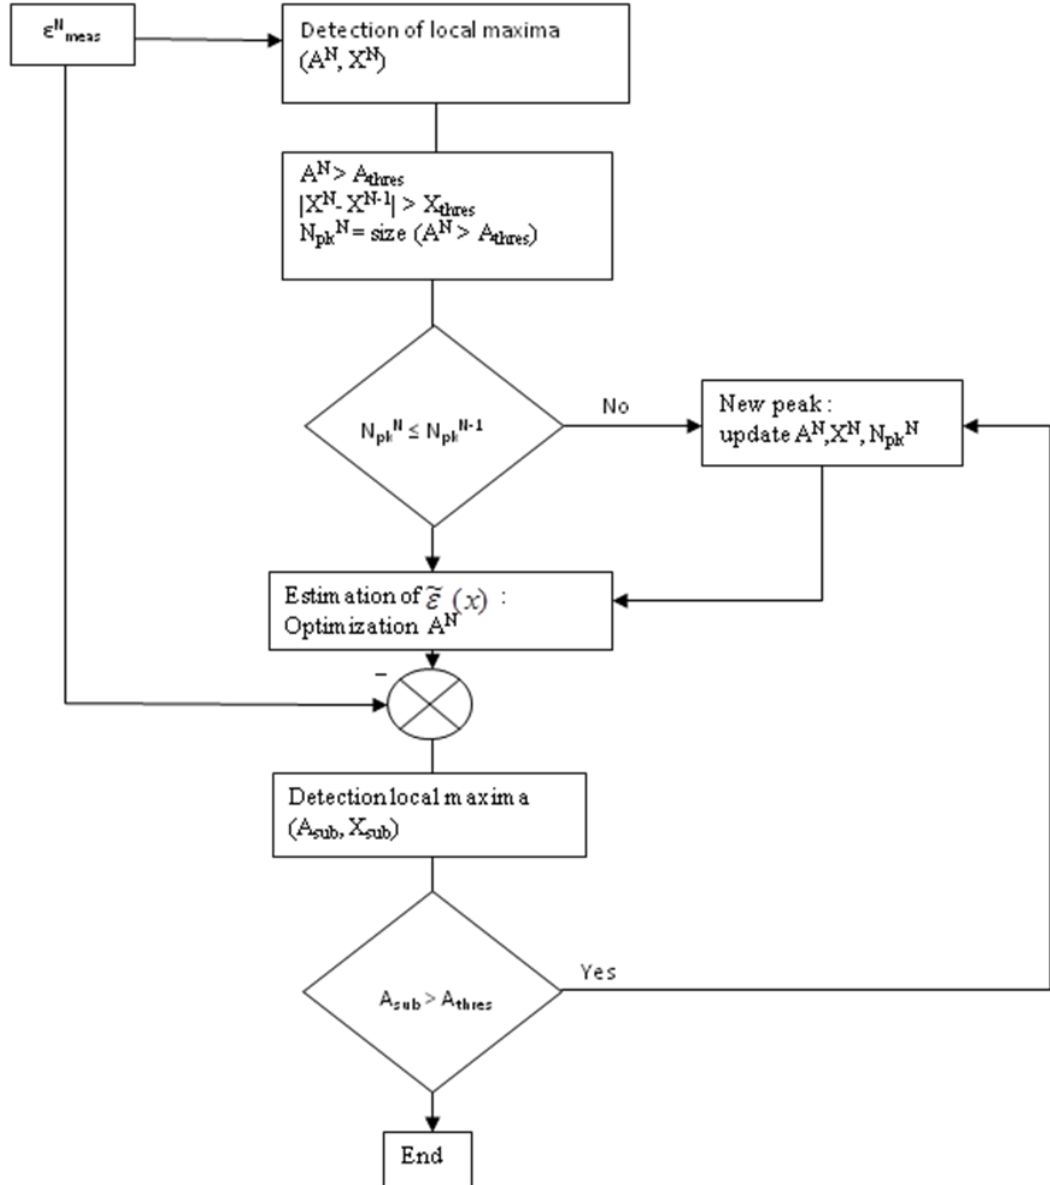 ε^N_meas
Detection of local maxima
(A^N, X^N)
A^N > A_thres
|X^N - X^N-1| > X_thres
N_pk^N = size (A^N > A_thres)
N_pk^N ≤ N_pk^N-1
No
New peak :
update A^N,X^N, N_pk^N
Estimation of ε̃ (x) :
Optimization A^N
−
Detection local maxima
(A_sub, X_sub)
A_sub > A_thres
Yes
End